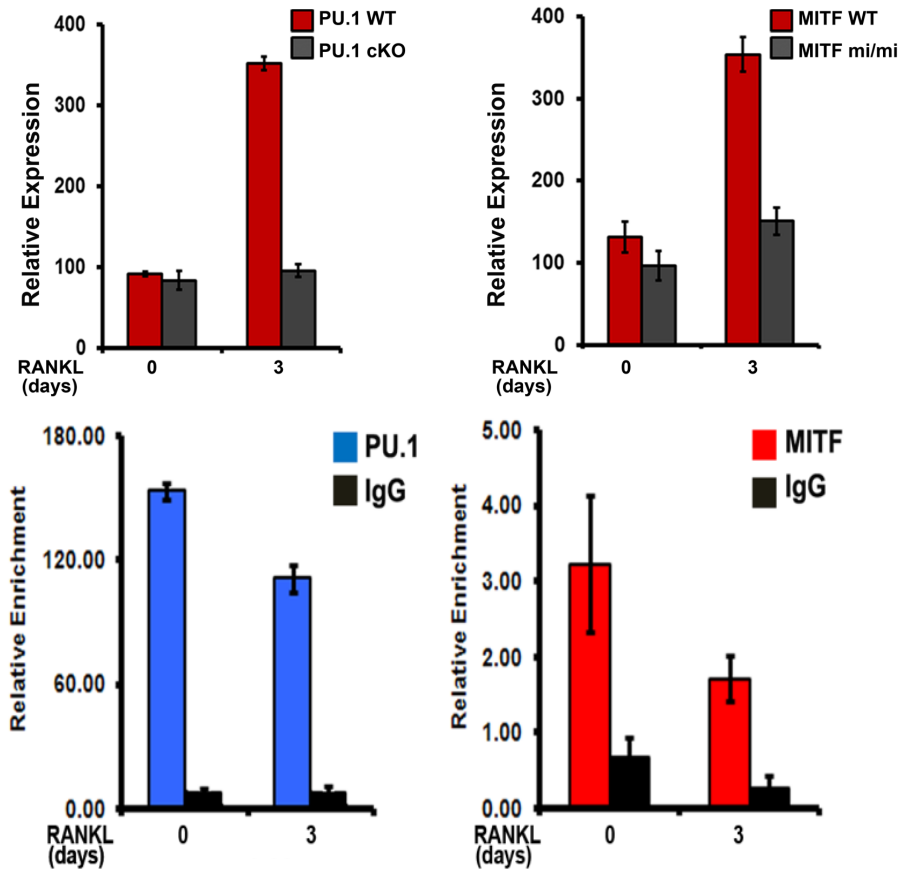 PU.1 WT
PU.1 cKO
Relative Expression
400
300
200
100
0
RANKL
(days)
0
3
MITF WT
MITF mi/mi
Relative Expression
400
300
200
100
0
RANKL
(days)
0
3
PU.1
IgG
Relative Enrichment
180.00
120.00
60.00
0.00
RANKL
(days)
0
3
MITF
IgG
Relative Enrichment
5.00
4.00
3.00
2.00
1.00
0.00
RANKL
(days)
0
3